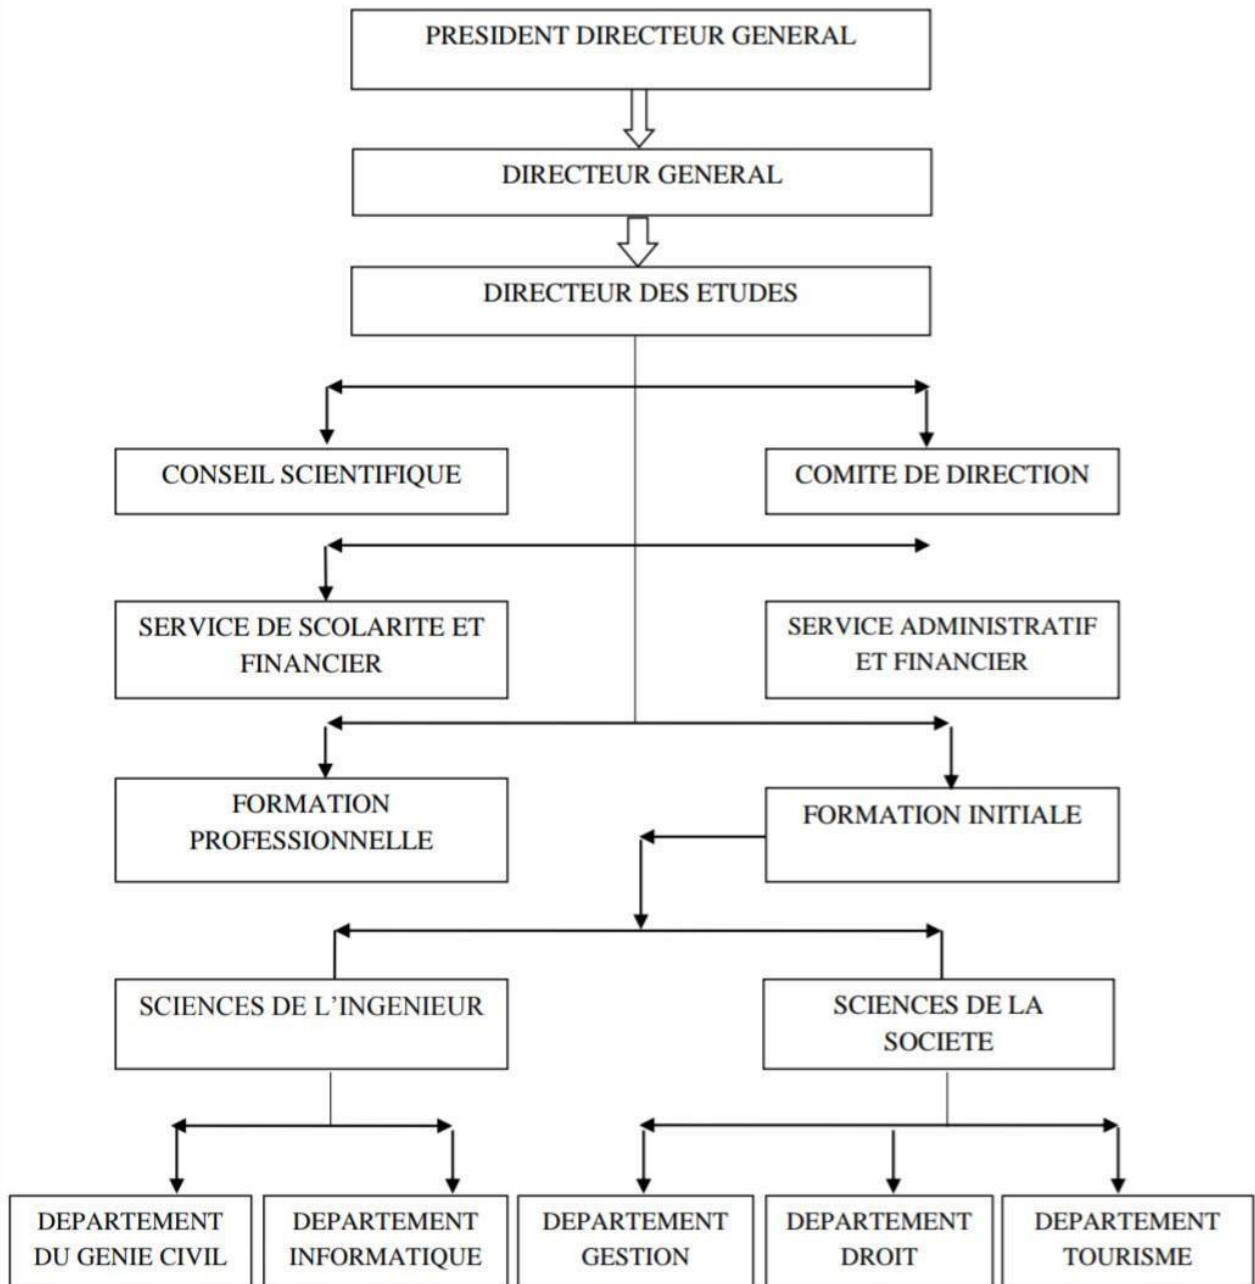 PRESIDENT DIRECTEUR GENERAL
DIRECTEUR GENERAL
DIRECTEUR DES ETUDES
CONSEIL SCIENTIFIQUE
COMITE DE DIRECTION
SERVICE DE SCOLARITE ET
FINANCIER
SERVICE ADMINISTRATIF
ET FINANCIER
FORMATION
PROFESSIONNELLE
FORMATION INITIALE
SCIENCES DE L'INGENIEUR
SCIENCES DE LA
SOCIETE
DEPARTEMENT
DU GENIE CIVIL
DEPARTEMENT
INFORMATIQUE
DEPARTEMENT
GESTION
DEPARTEMENT
DROIT
DEPARTEMENT
TOURISME